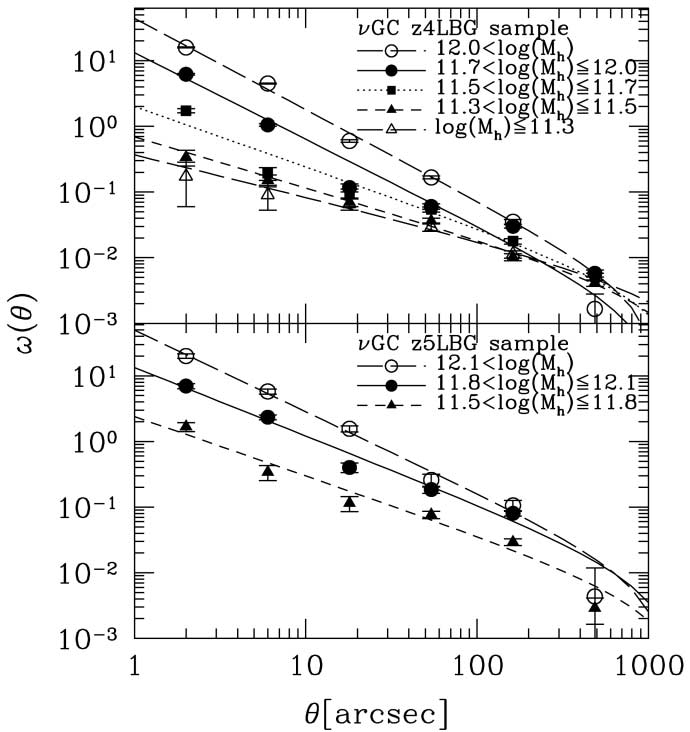 νGC z4LBG sample
12.0<log(M_h)
11.7<log(M_h)≦12.0
11.5<log(M_h)≦11.7
11.3<log(M_h)≦11.5
log(M_h)≦11.3
10^1
10^0
10^-1
10^-2
10^-3
ω(θ)
νGC z5LBG sample
12.1<log(M_h)
11.8<log(M_h)≦12.1
11.5<log(M_h)≦11.8
10^1
10^0
10^-1
10^-2
10^-3
1 10 100 1000
θ[arcsec]